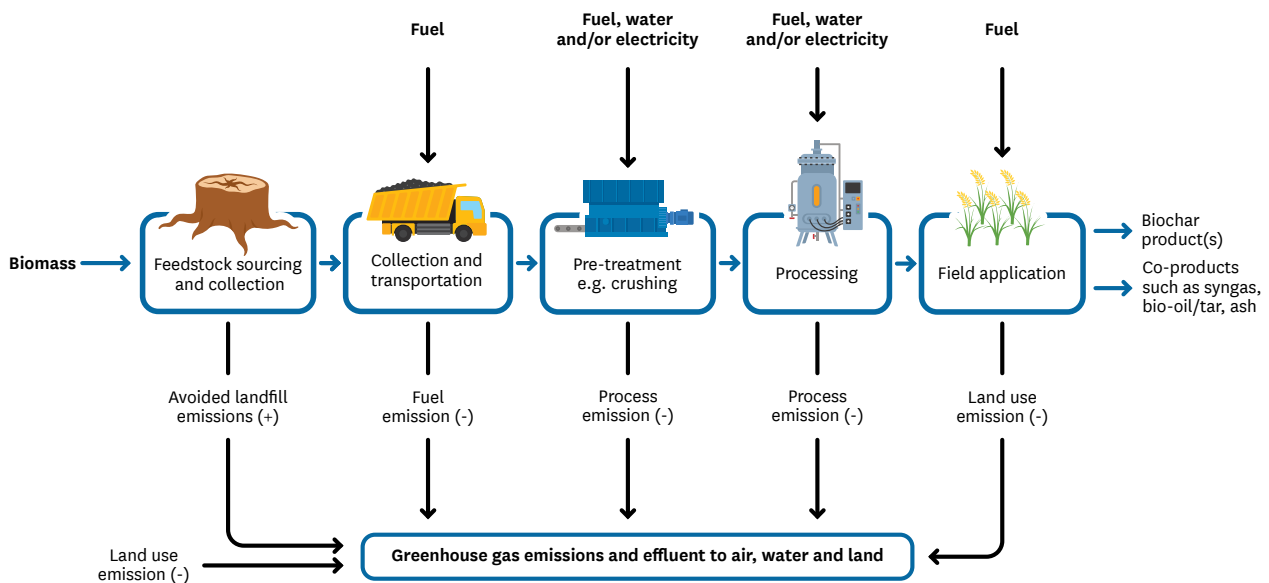 Fuel
Fuel, water
and/or electricity
Fuel, water
and/or electricity
Fuel
Biomass
Feedstock sourcing
and collection
Collection and
transportation
Pre-treatment
e.g. crushing
Processing
Field application
Biochar
product(s)
Co-products
such as syngas,
bio-oil/tar, ash
Avoided landfill
emissions (+)
Fuel
emission (-)
Process
emission (-)
Process
emission (-)
Land use
emission (-)
Land use
emission (-)
Greenhouse gas emissions and effluent to air, water and land